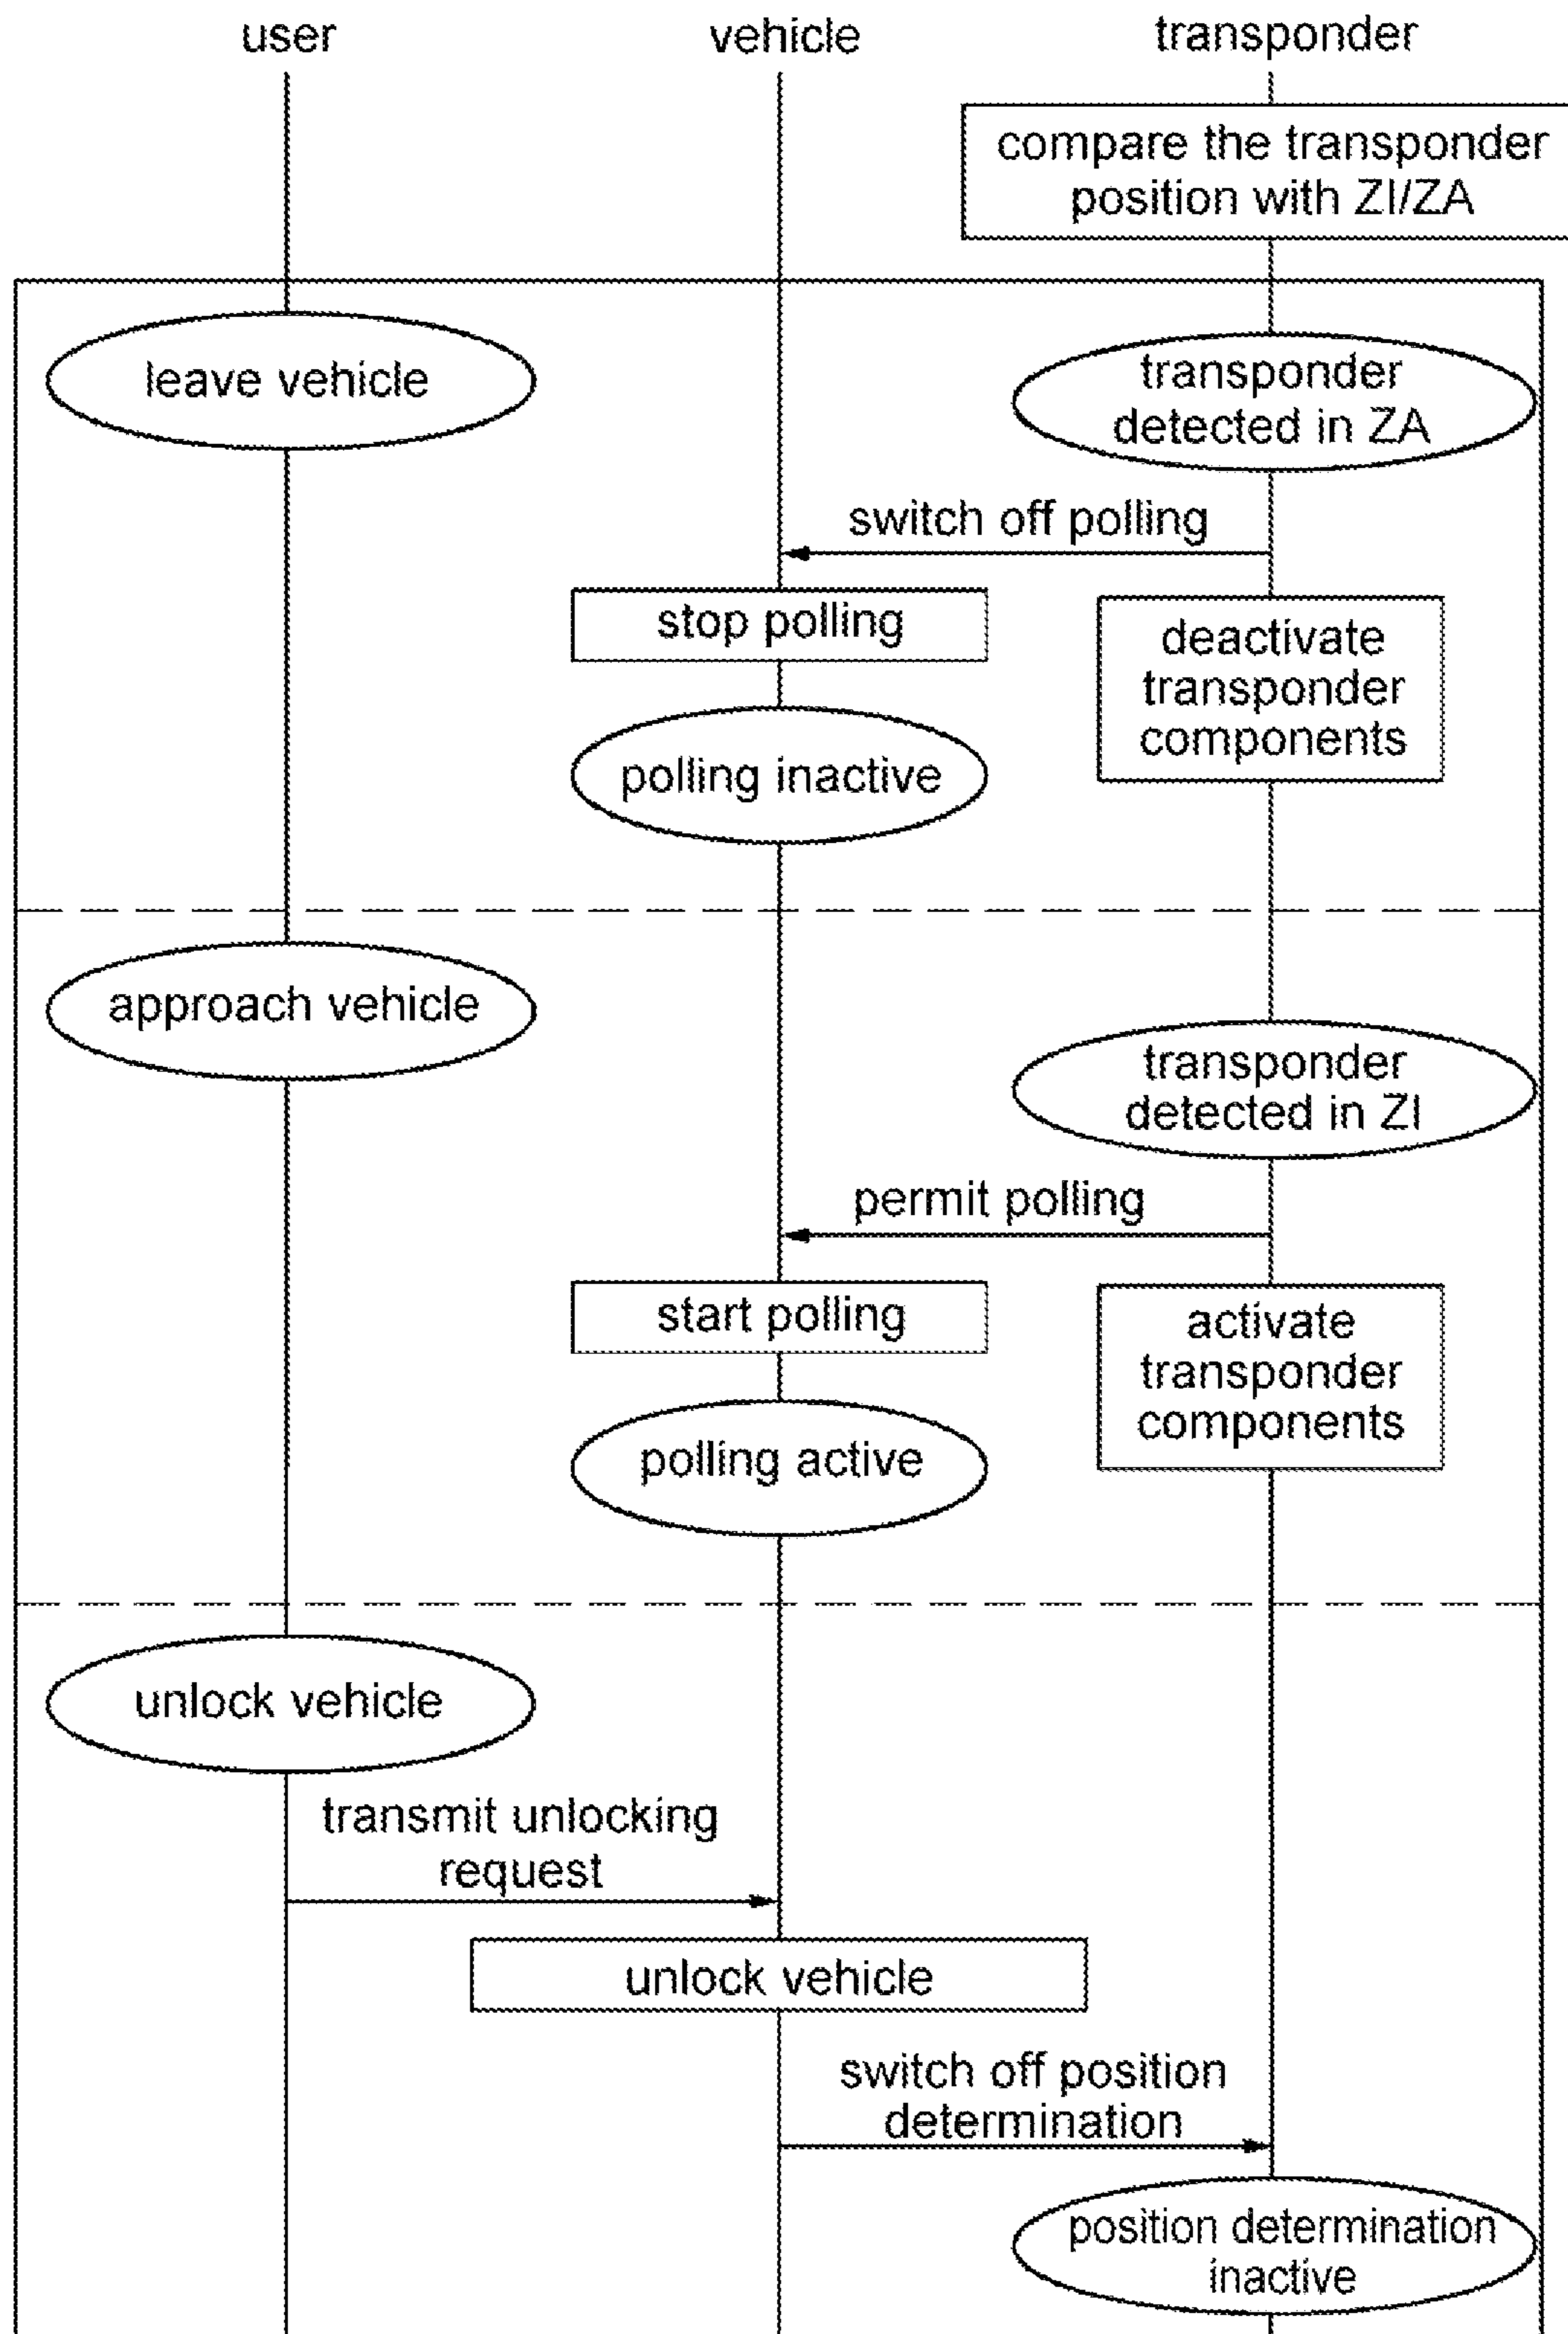 user
vehicle
transponder
compare the transponder
position with ZI/ZA
leave vehicle
transponder
detected in ZA
switch off polling
stop polling
deactivate
transponder
components
polling inactive
approach vehicle
transponder
detected in ZI
permit polling
start polling
activate
transponder
components
polling active
unlock vehicle
transmit unlocking
request
unlock vehicle
switch off position
determination
position determination
inactive